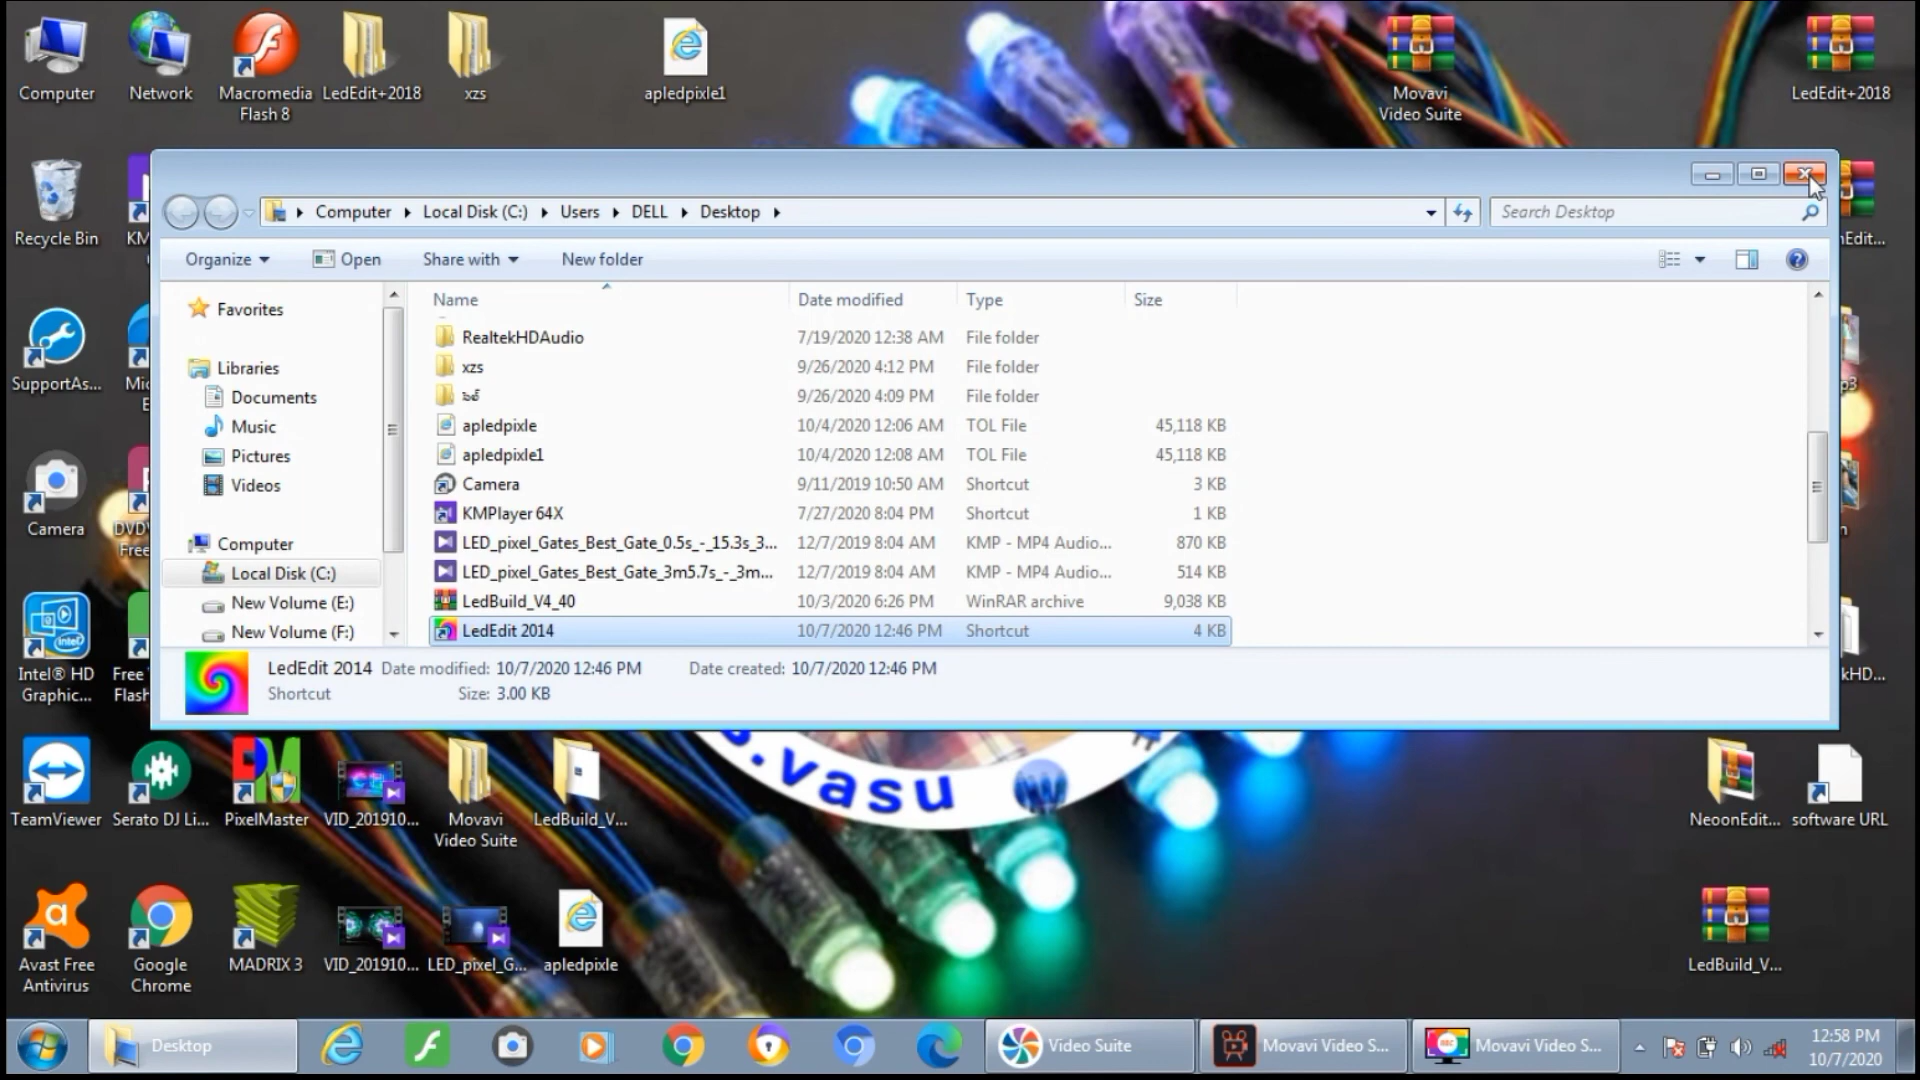 Computer
Network
Macromedia
Flash 8
LedEdit+2018
xzs
apledpixle1
Movavi
Video Suite
LedEdit+2018
Recycle Bin
KM
nEdit...
Computer
Local Disk (C:)
Users
DELL
Desktop
Search Desktop
Organize
Open
Share with
New folder
Name
Date modified
Type
Size
Favorites
Libraries
Documents
Music
Pictures
Videos
Computer
Local Disk (C:)
New Volume (E:)
New Volume (F:)
RealtekHDAudio 7/19/2020 12:38 AM File folder
xzs 9/26/2020 4:12 PM File folder
9/26/2020 4:09 PM File folder
apledpixle 10/4/2020 12:06 AM TOL File 45,118 KB
apledpixle1 10/4/2020 12:08 AM TOL File 45,118 KB
Camera 9/11/2019 10:50 AM Shortcut 3 KB
KMPlayer 64X 7/27/2020 8:04 PM Shortcut 1 KB
LED_pixel_Gates_Best_Gate_0.5s_-_15.3s_3... 12/7/2019 8:04 AM KMP - MP4 Audio... 870 KB
LED_pixel_Gates_Best_Gate_3m5.7s_-_3m... 12/7/2019 8:04 AM KMP - MP4 Audio... 514 KB
LedBuild_V4_40 10/3/2020 6:26 PM WinRAR archive 9,038 KB
LedEdit 2014 10/7/2020 12:46 PM Shortcut 4 KB
LedEdit 2014 Date modified: 10/7/2020 12:46 PM Date created: 10/7/2020 12:46 PM
Shortcut Size: 3.00 KB
SupportAs...
Mic
E
p3
Camera
DVD
Free
n
Intel® HD
Graphic...
Free
Flash
kHD...
s.vasu
TeamViewer
Serato DJ Li...
PixelMaster
VID_201910...
Movavi
Video Suite
LedBuild_V...
NeoonEdit...
software URL
Avast Free
Antivirus
Google
Chrome
MADRIX 3
VID_201910...
LED_pixel_G...
apledpixle
LedBuild_V...
Desktop
Video Suite
Movavi Video S...
Movavi Video S...
12:58 PM
10/7/2020